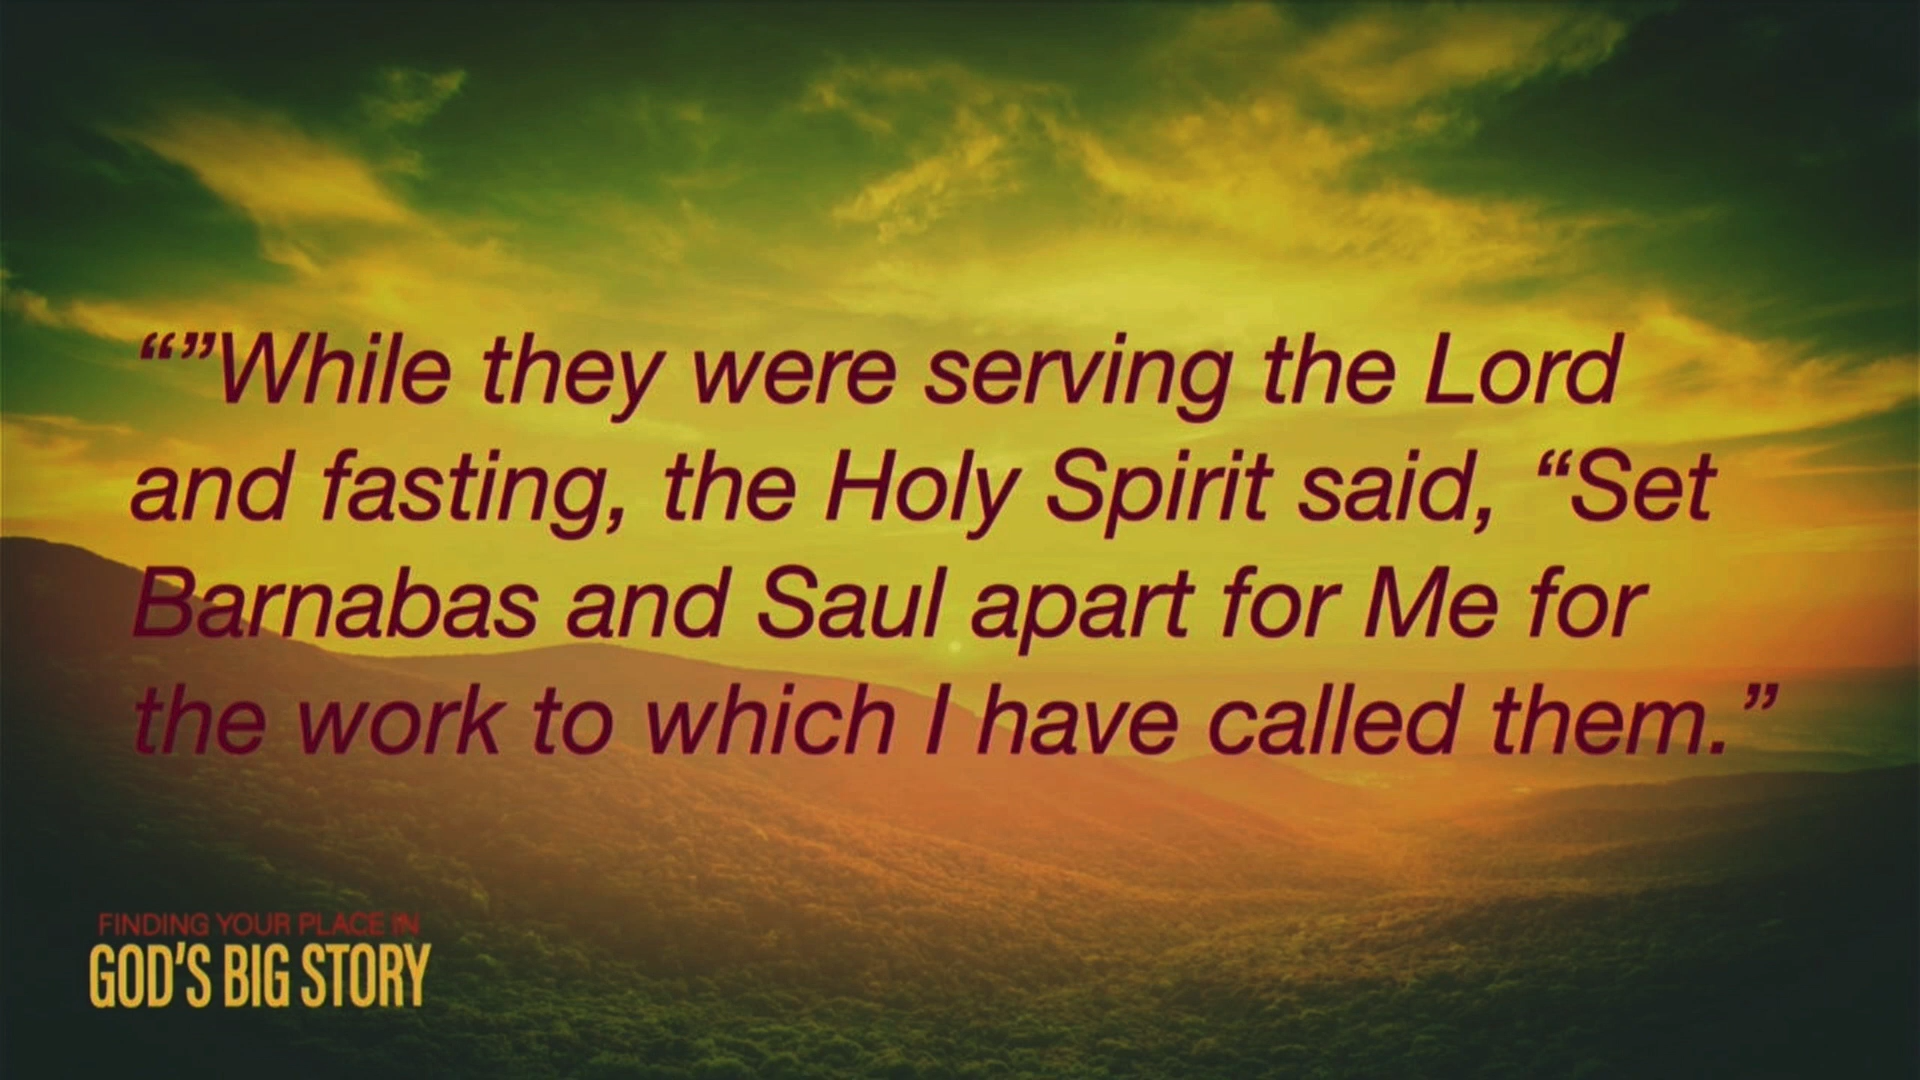 “”While they were serving the Lord
and fasting, the Holy Spirit said, “Set
Barnabas and Saul apart for Me for
the work to which I have called them.”
FINDING YOUR PLACE IN
GOD'S BIG STORY